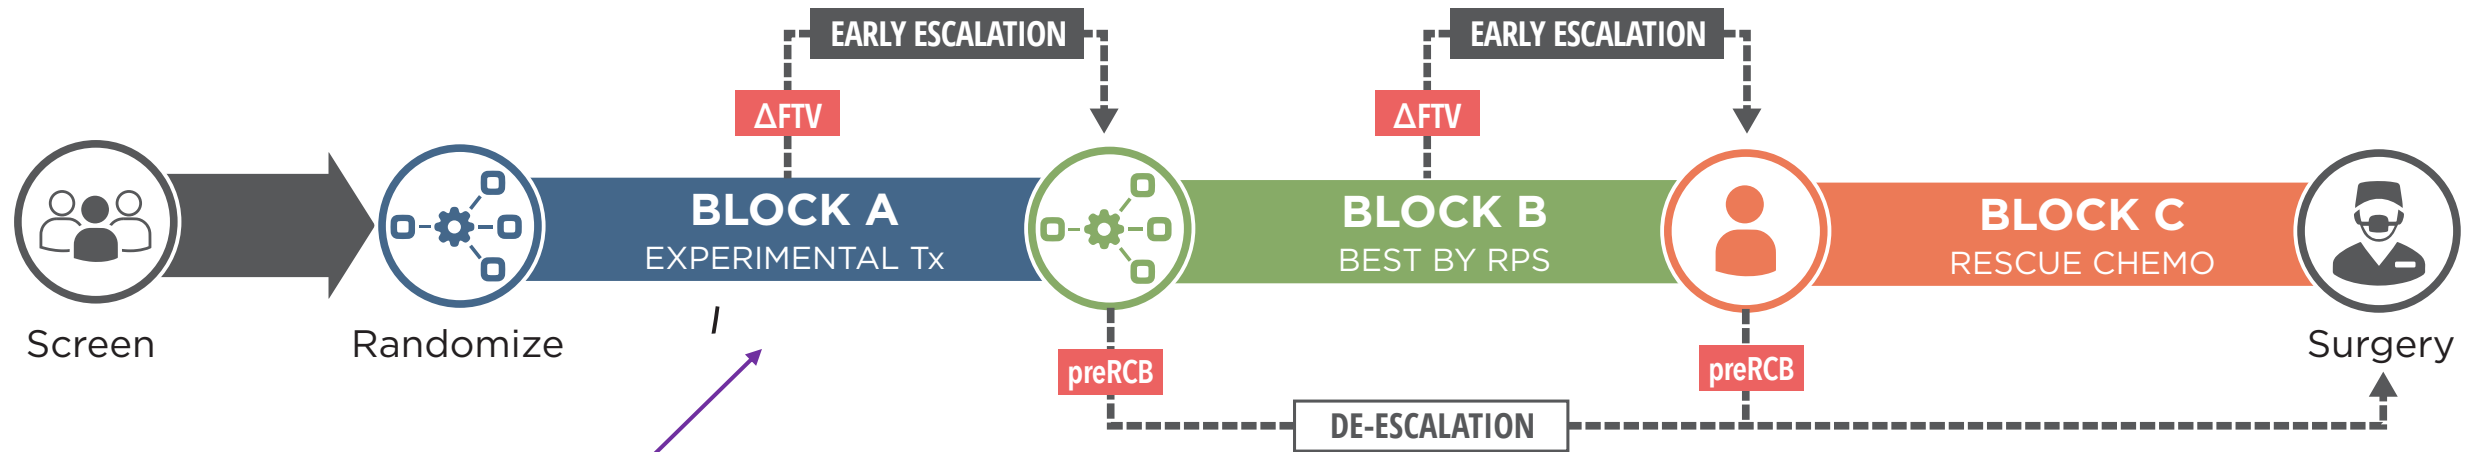 EARLY ESCALATION
EARLY ESCALATION
ΔFTV
ΔFTV
BLOCK A
EXPERIMENTAL Tx
BLOCK B
BEST BY RPS
BLOCK C
RESCUE CHEMO
I
Screen
Randomize
Surgery
preRCB
preRCB
DE-ESCALATION